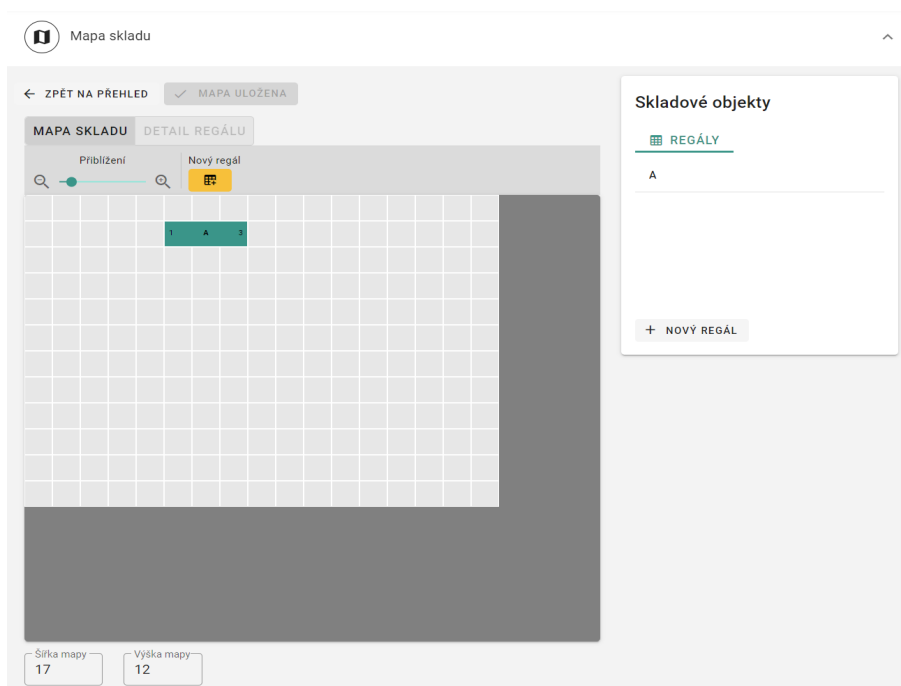 Mapa skladu
ZPĚT NA PŘEHLED
MAPA ULOŽENA
MAPA SKLADU
DETAIL REGÁLU
Přiblížení
Nový regál
1 A 3
Šířka mapy
17
Výška mapy
12
Skladové objekty
REGÁLY
A
NOVÝ REGÁL